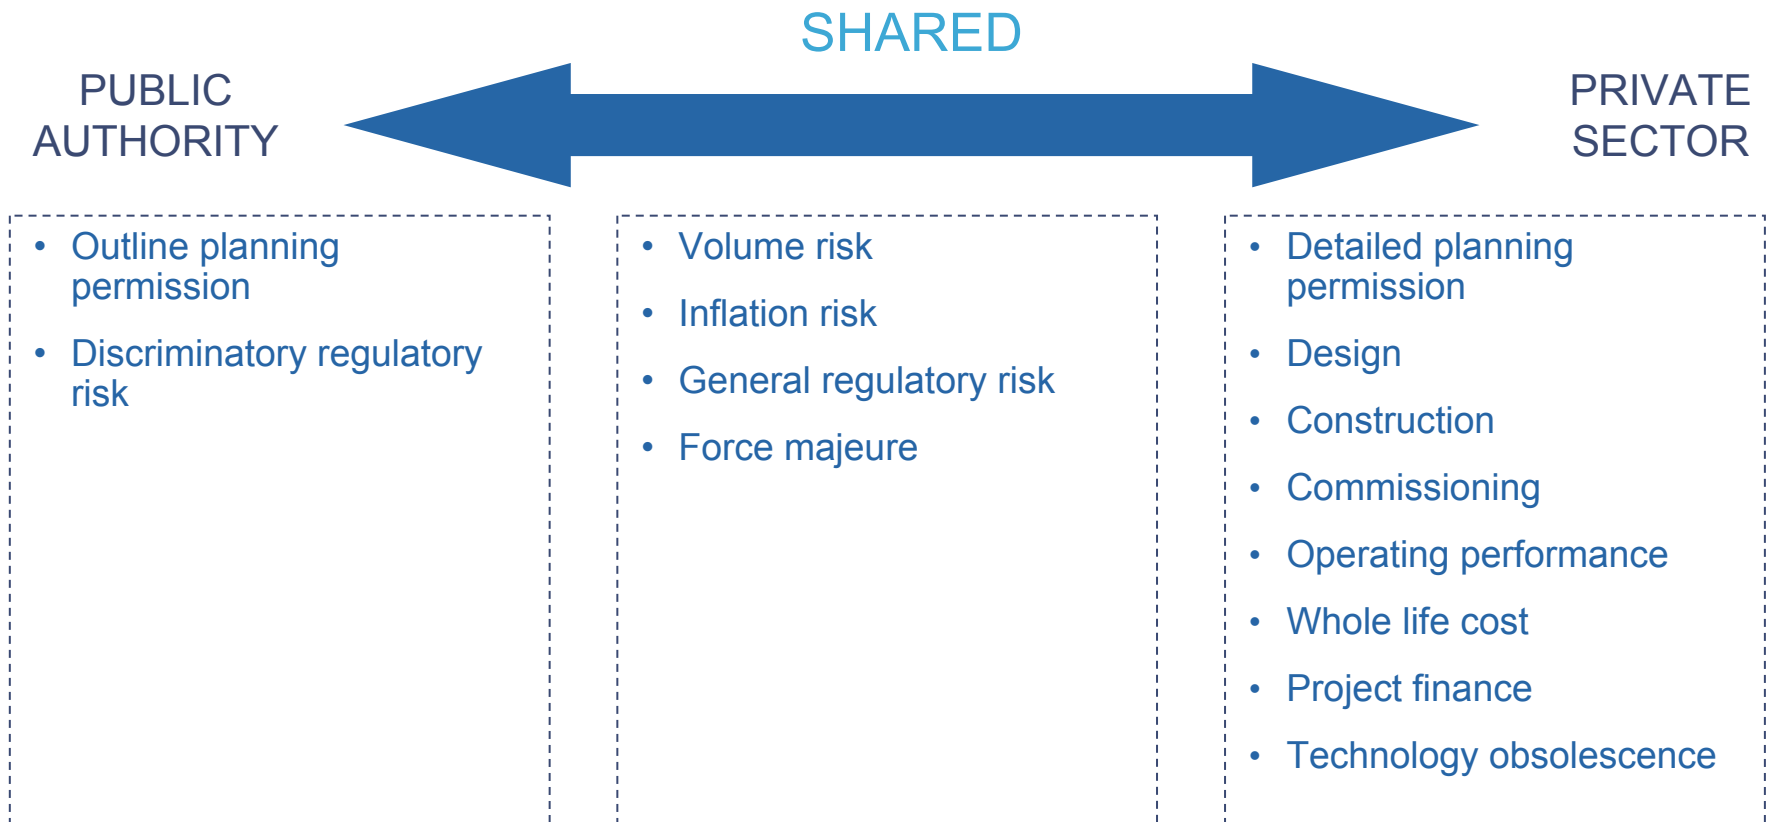 SHARED
PUBLIC
AUTHORITY
PRIVATE
SECTOR
• Outline planning
permission
• Discriminatory regulatory
risk
• Volume risk
• Inflation risk
• General regulatory risk
• Force majeure
• Detailed planning
permission
• Design
• Construction
• Commissioning
• Operating performance
• Whole life cost
• Project finance
• Technology obsolescence